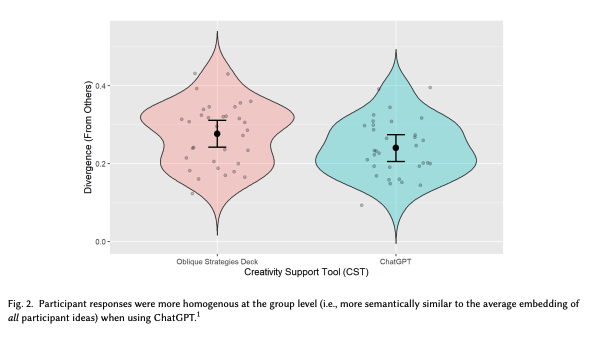 0.4
0.2
0.0
Divergence (From Others)
Oblique Strategies Deck
ChatGPT
Creativity Support Tool (CST)
Fig. 2. Participant responses were more homogenous at the group level (i.e., more semantically similar to the average embedding of
all participant ideas) when using ChatGPT.¹